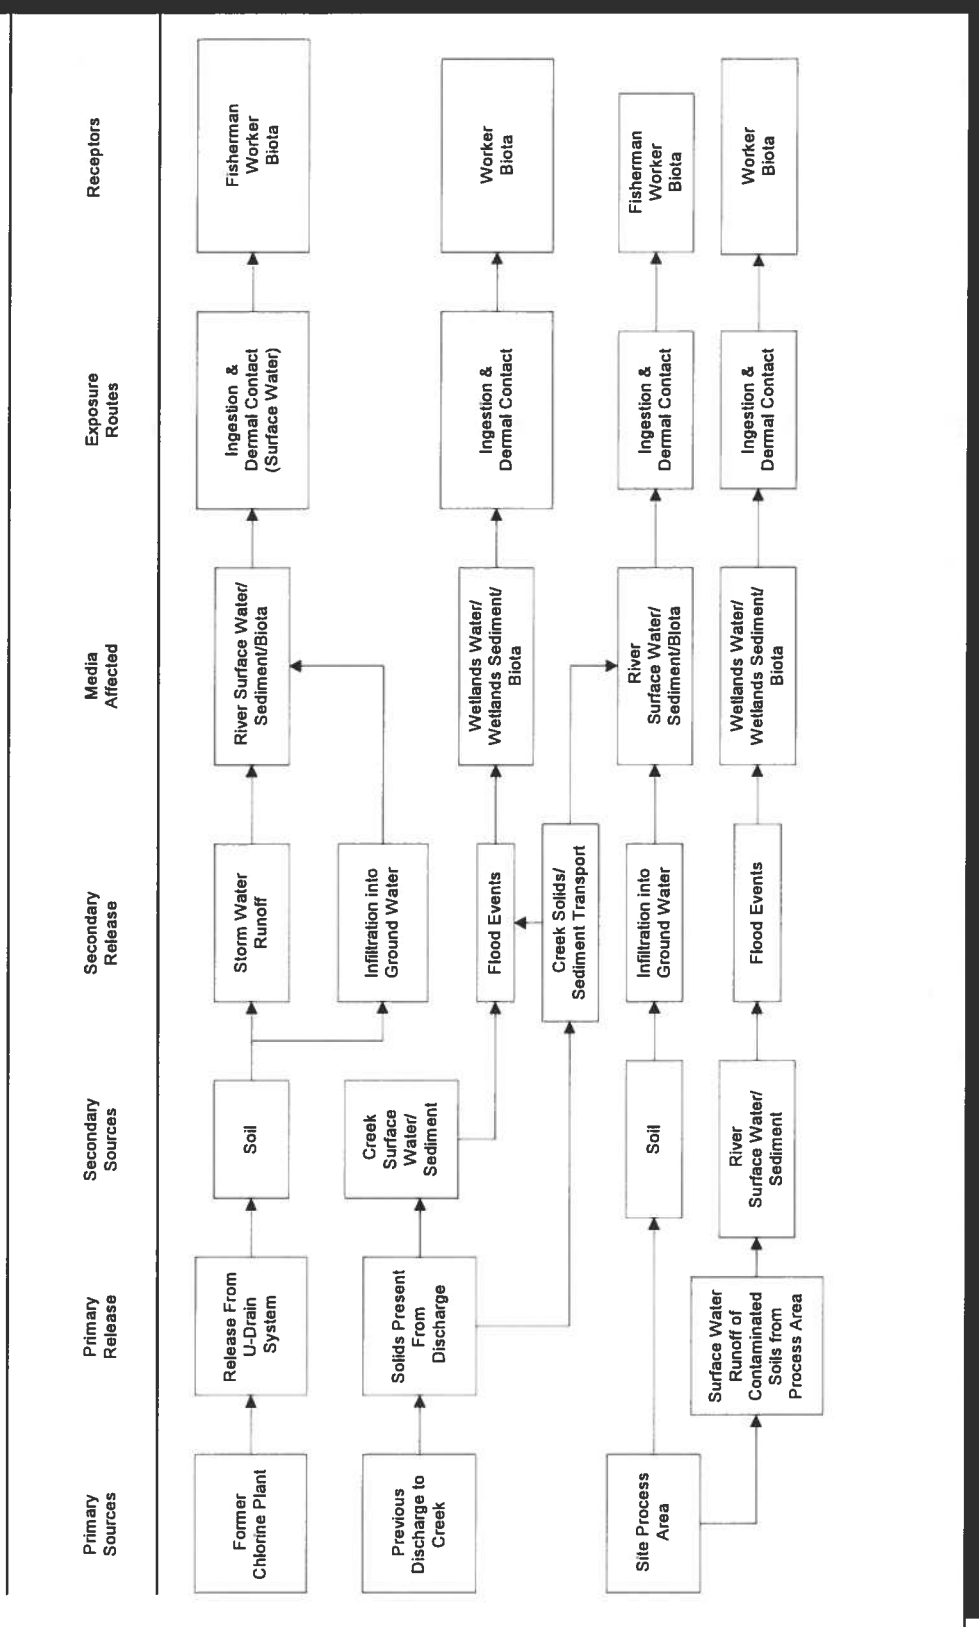 Primary
Sources
Primary
Release
Secondary
Sources
Secondary
Release
Media
Affected
Exposure
Routes
Receptors
Former
Chlorine Plant
Release From
U-Drain
System
Soil
Storm Water
Runoff
River Surface Water/
Sediment/Biota
Ingestion &
Dermal Contact
(Surface Water)
Fisherman
Worker
Biota
Infiltration into
Ground Water
Previous
Discharge to
Creek
Solids Present
From
Discharge
Creek
Surface
Water/
Sediment
Flood Events
Wetlands Water/
Wetlands Sediment/
Biota
Ingestion &
Dermal Contact
Worker
Biota
Creek Solids/
Sediment Transport
Site Process
Area
Soil
Infiltration into
Ground Water
River
Surface Water/
Sediment/Biota
Ingestion &
Dermal Contact
Fisherman
Worker
Biota
Surface Water
Runoff of
Contaminated
Soils from
Process Area
River
Surface Water/
Sediment
Flood Events
Wetlands Water/
Wetlands Sediment/
Biota
Ingestion &
Dermal Contact
Worker
Biota